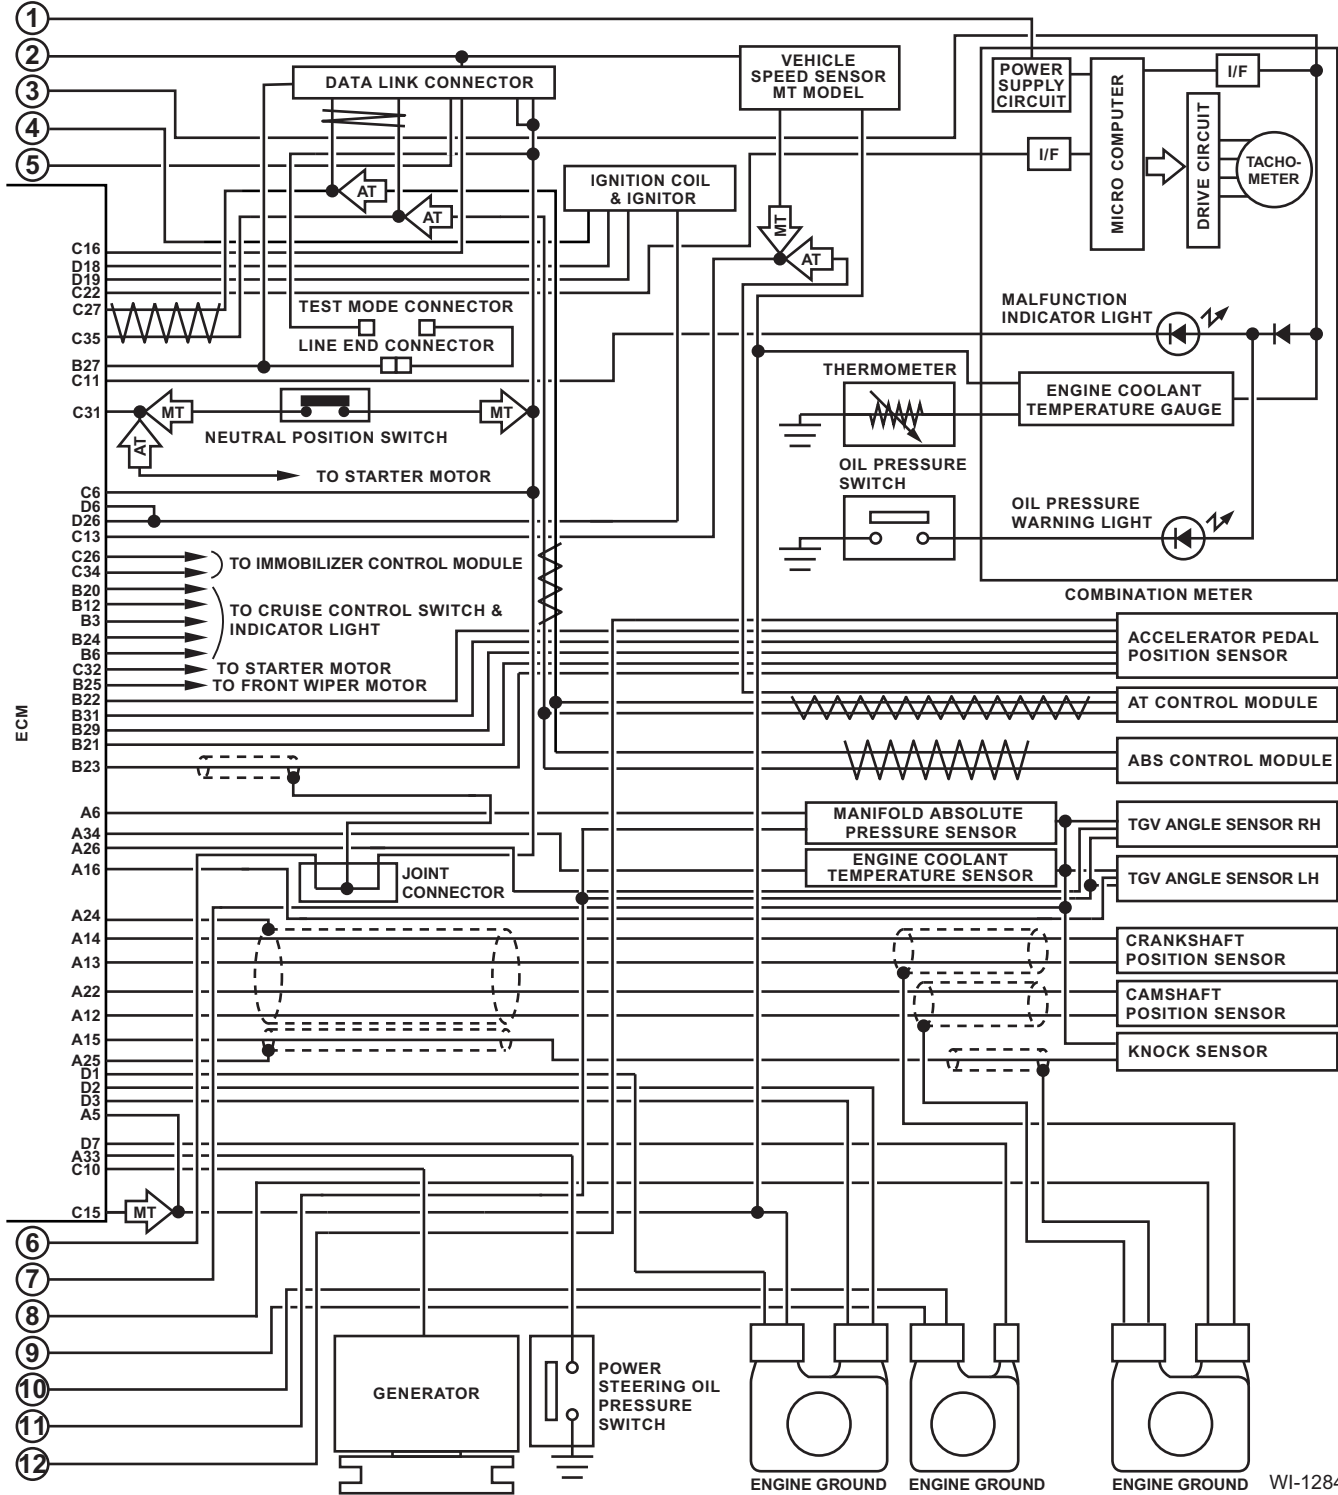 1
2
3
4
5
DATA LINK CONNECTOR
VEHICLE
SPEED SENSOR
MT MODEL
POWER
SUPPLY
CIRCUIT
I/F
I/F
MICRO COMPUTER
DRIVE CIRCUIT
TACHO-
METER
AT
AT
IGNITION COIL
& IGNITOR
MT
AT
C16
D18
D19
C22
C27
C35
B27
C11
C31
TEST MODE CONNECTOR
LINE END CONNECTOR
MT
MT
AT
NEUTRAL POSITION SWITCH
TO STARTER MOTOR
MALFUNCTION
INDICATOR LIGHT
THERMOMETER
ENGINE COOLANT
TEMPERATURE GAUGE
OIL PRESSURE
SWITCH
OIL PRESSURE
WARNING LIGHT
COMBINATION METER
C6
D6
D26
C13
C26
C34
TO IMMOBILIZER CONTROL MODULE
B20
B12
B3
B24
B6
TO CRUISE CONTROL SWITCH &
INDICATOR LIGHT
C32
TO STARTER MOTOR
B25
TO FRONT WIPER MOTOR
B22
B31
B29
B21
B23
ECM
ACCELERATOR PEDAL
POSITION SENSOR
AT CONTROL MODULE
ABS CONTROL MODULE
A6
A34
A26
A16
JOINT
CONNECTOR
MANIFOLD ABSOLUTE
PRESSURE SENSOR
ENGINE COOLANT
TEMPERATURE SENSOR
TGV ANGLE SENSOR RH
TGV ANGLE SENSOR LH
A24
A14
A13
A22
A12
A15
A25
CRANKSHAFT
POSITION SENSOR
CAMSHAFT
POSITION SENSOR
KNOCK SENSOR
D1
D2
D3
A5
D7
A33
C10
C15
MT
6
7
8
9
10
11
12
GENERATOR
POWER
STEERING OIL
PRESSURE
SWITCH
ENGINE GROUND
ENGINE GROUND
ENGINE GROUND
WI-1284